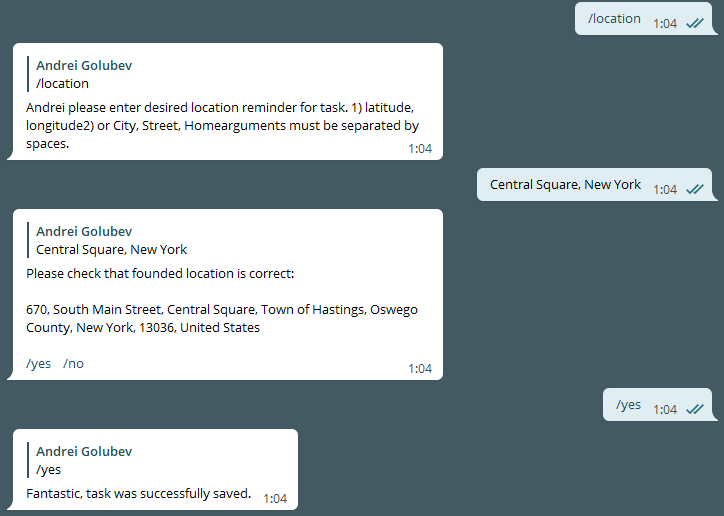 /location 1:04
Andrei Golubev
/location
Andrei please enter desired location reminder for task. 1) latitude,
longitude2) or City, Street, Homearguments must be separated by
spaces.
1:04
Central Square, New York 1:04
Andrei Golubev
Central Square, New York
Please check that founded location is correct:
670, South Main Street, Central Square, Town of Hastings, Oswego
County, New York, 13036, United States
/yes /no
1:04
/yes 1:04
Andrei Golubev
/yes
Fantastic, task was successfully saved. 1:04